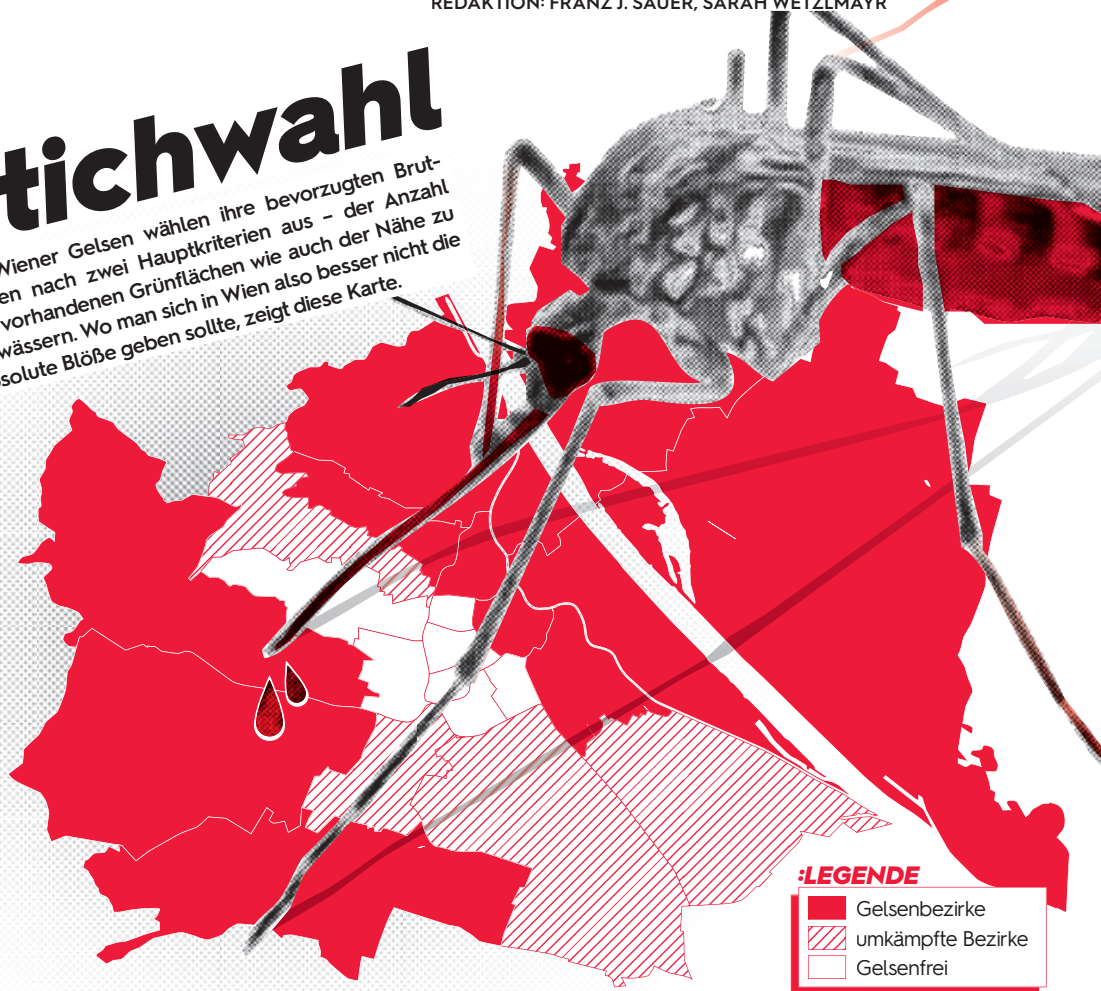 REDAKTION: FRANZ J. SAUER, SARAH WETZLMAYR
tichwahl
Wiener Gelsen wählen ihre bevorzugten Brut-
en nach zwei Hauptkriterien aus – der Anzahl
vorhandenen Grünflächen wie auch der Nähe zu
wässern. Wo man sich in Wien also besser nicht die
solute Blöße geben sollte, zeigt diese Karte.
:LEGENDE
Gelsenbezirke
umkämpfte Bezirke
Gelsenfrei